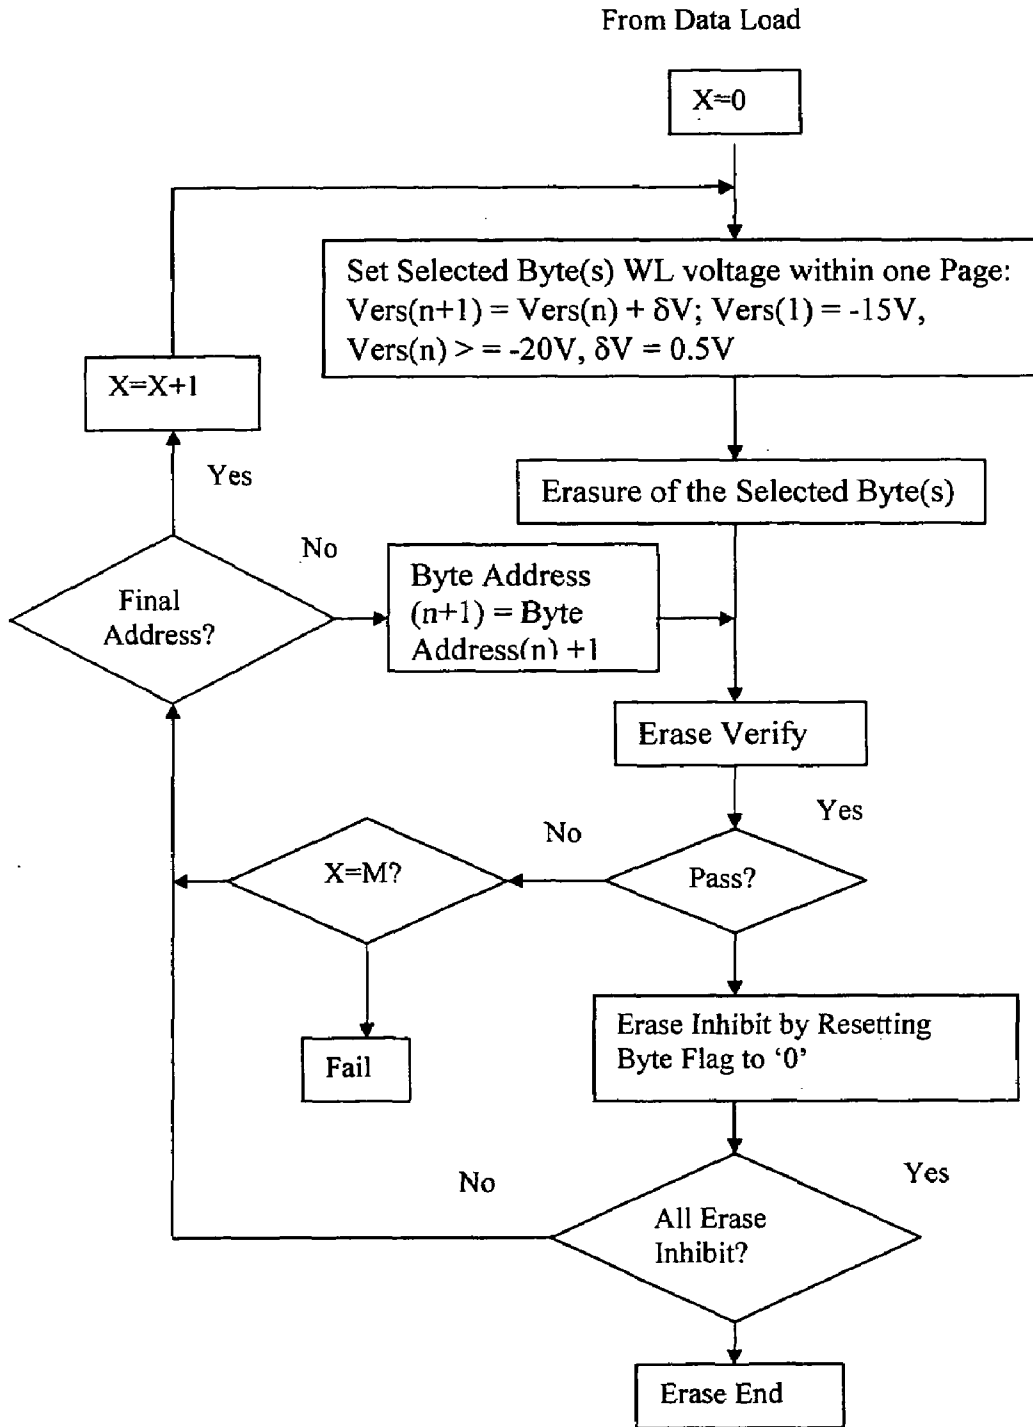 From Data Load
X=0
Set Selected Byte(s) WL voltage within one Page:
Vers(n+1) = Vers(n) + δV; Vers(1) = -15V,
Vers(n) > = -20V, δV = 0.5V
X=X+1
Yes
Erasure of the Selected Byte(s)
No
Byte Address
(n+1) = Byte
Address(n) +1
Final
Address?
Erase Verify
Yes
No
X=M?
Pass?
Erase Inhibit by Resetting
Byte Flag to ‘0’
Fail
No
Yes
All Erase
Inhibit?
Erase End